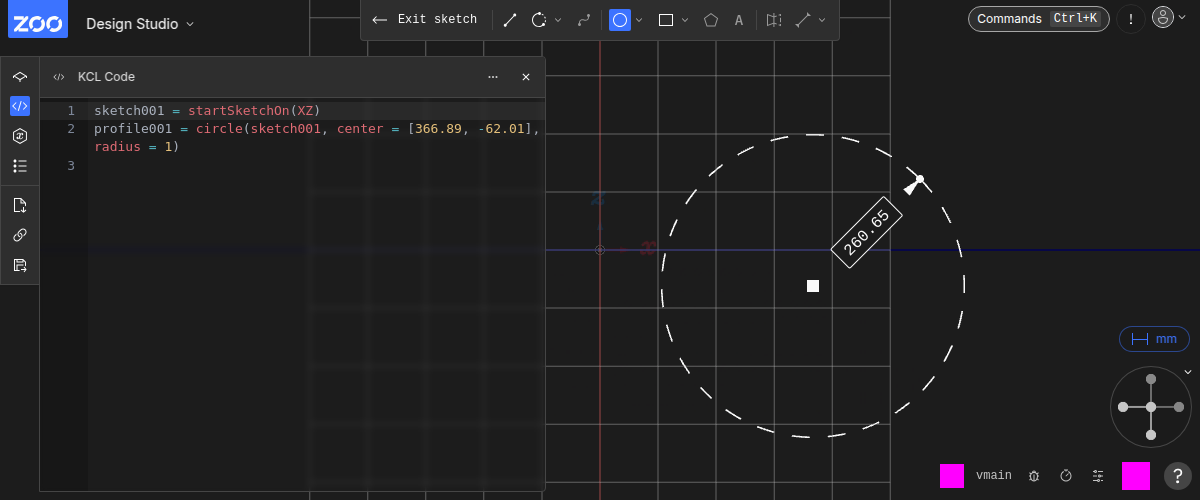 ZOO
Design Studio
Exit sketch
A
Commands Ctrl+K
!
KCL Code
1 sketch001 = startSketchOn(XZ)
2 profile001 = circle(sketch001, center = [366.89, -62.01],
radius = 1)
3
z
x
260.65
mm
vmain
?